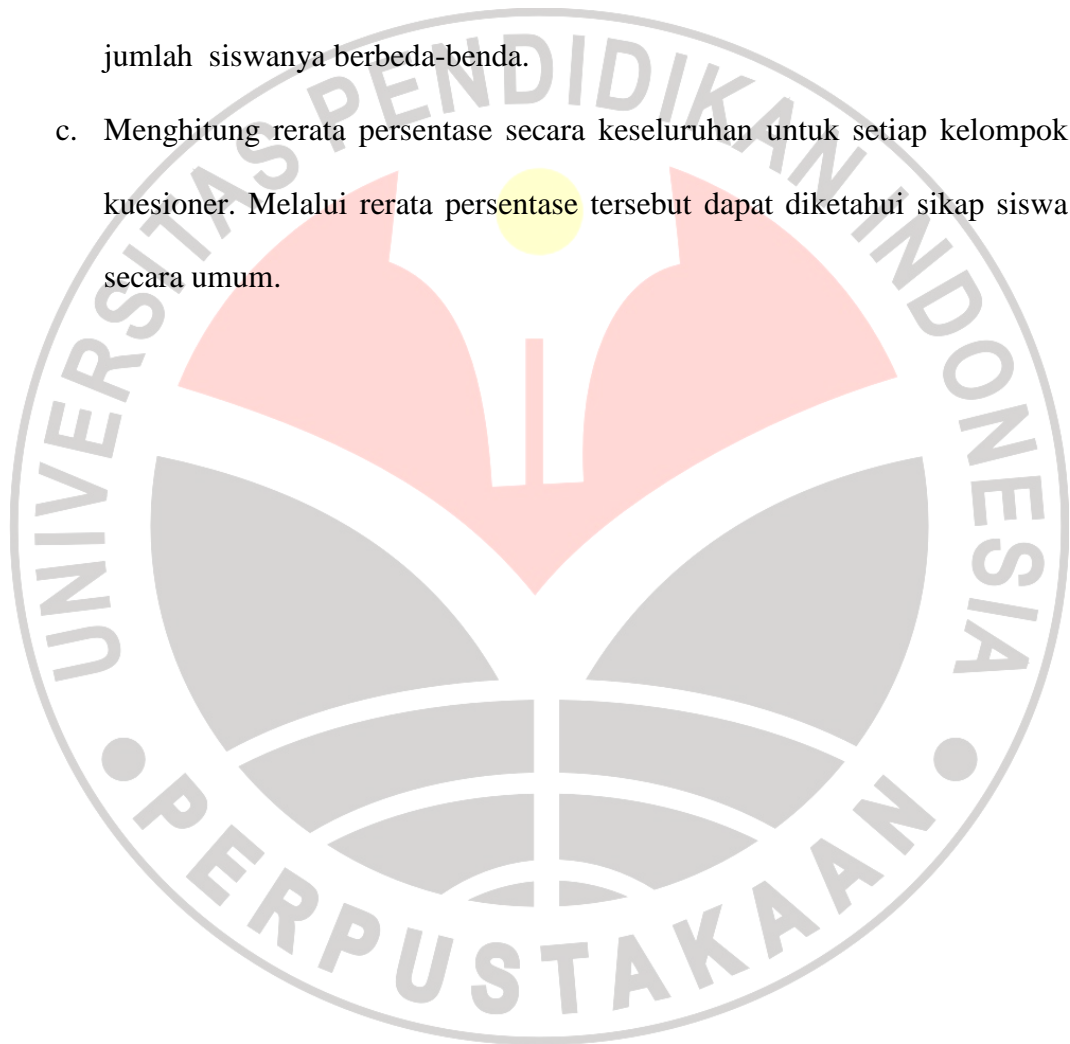 jumlah siswanya berbeda-benda.
c. Menghitung rerata persentase secara keseluruhan untuk setiap kelompok
kuesioner. Melalui rerata persentase tersebut dapat diketahui sikap siswa
secara umum.
UNIVERSITAS PENDIDIKAN INDONESIA
PERPUSTAKAAN